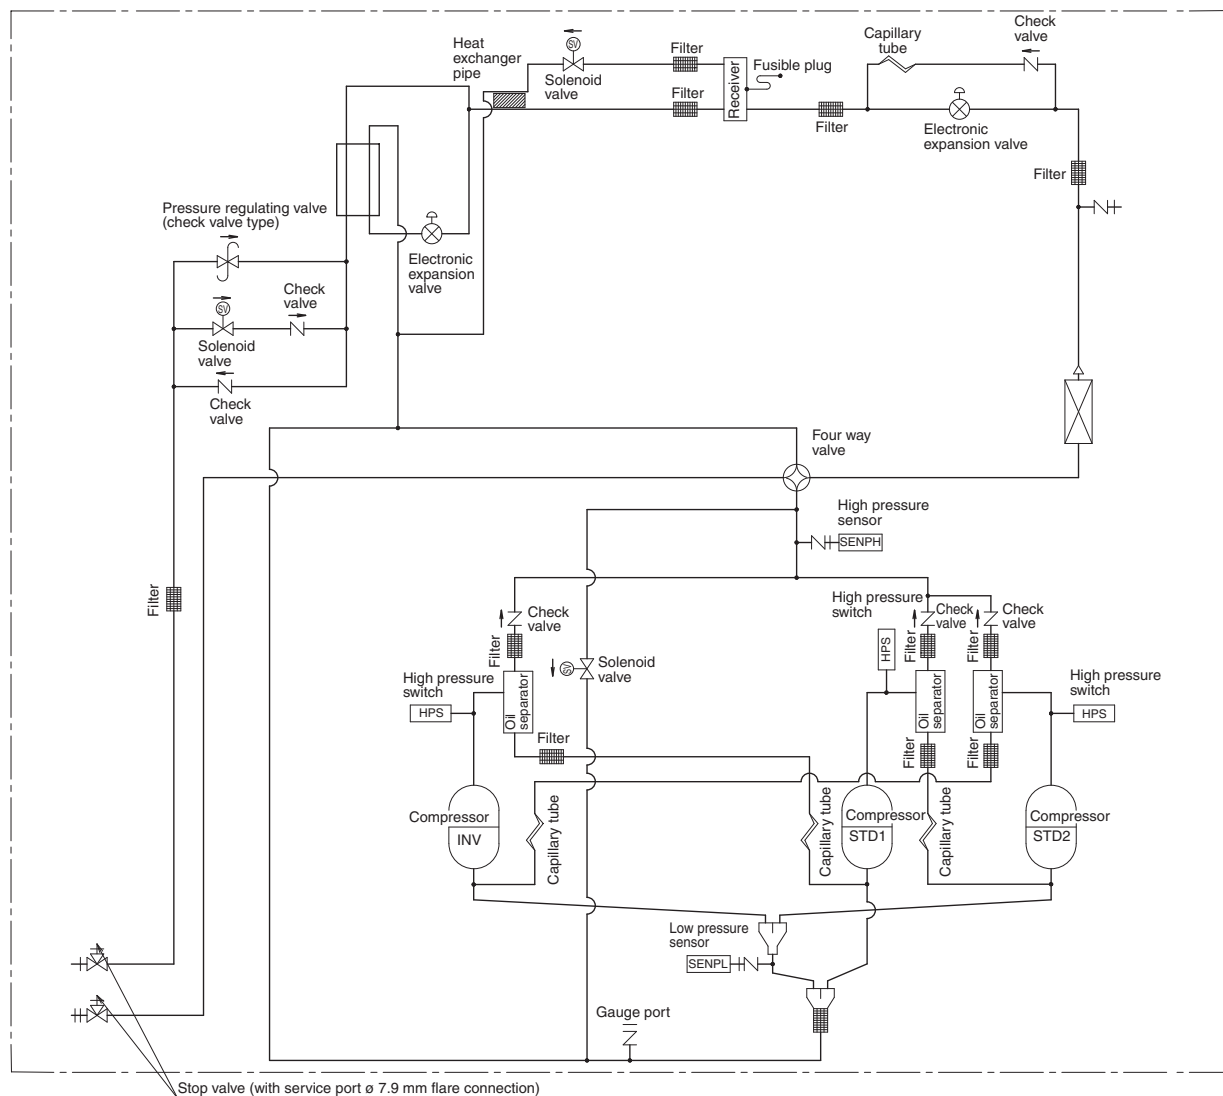 Heat
exchanger
pipe
SV
Solenoid
valve
Filter
Filter
Receiver
Fusible plug
Filter
Capillary
tube
Check
valve
Electronic
expansion valve
Filter
Pressure regulating valve
(check valve type)
Electronic
expansion
valve
SV
Solenoid
valve
Check
valve
Check
valve
Four way
valve
High pressure
sensor
SENPH
Filter
Check
valve
Filter
High pressure
switch
HPS
Oil
separator
Filter
SV
Solenoid
valve
High pressure
switch
HPS
Check
valve
Check
valve
Filter
Filter
Oil
separator
Oil
separator
High pressure
switch
HPS
Filter
Filter
Compressor
INV
Capillary tube
Capillary tube
Compressor
STD1
Capillary tube
Compressor
STD2
Low pressure
sensor
SENPL
Gauge port
Stop valve (with service port ø 7.9 mm flare connection)